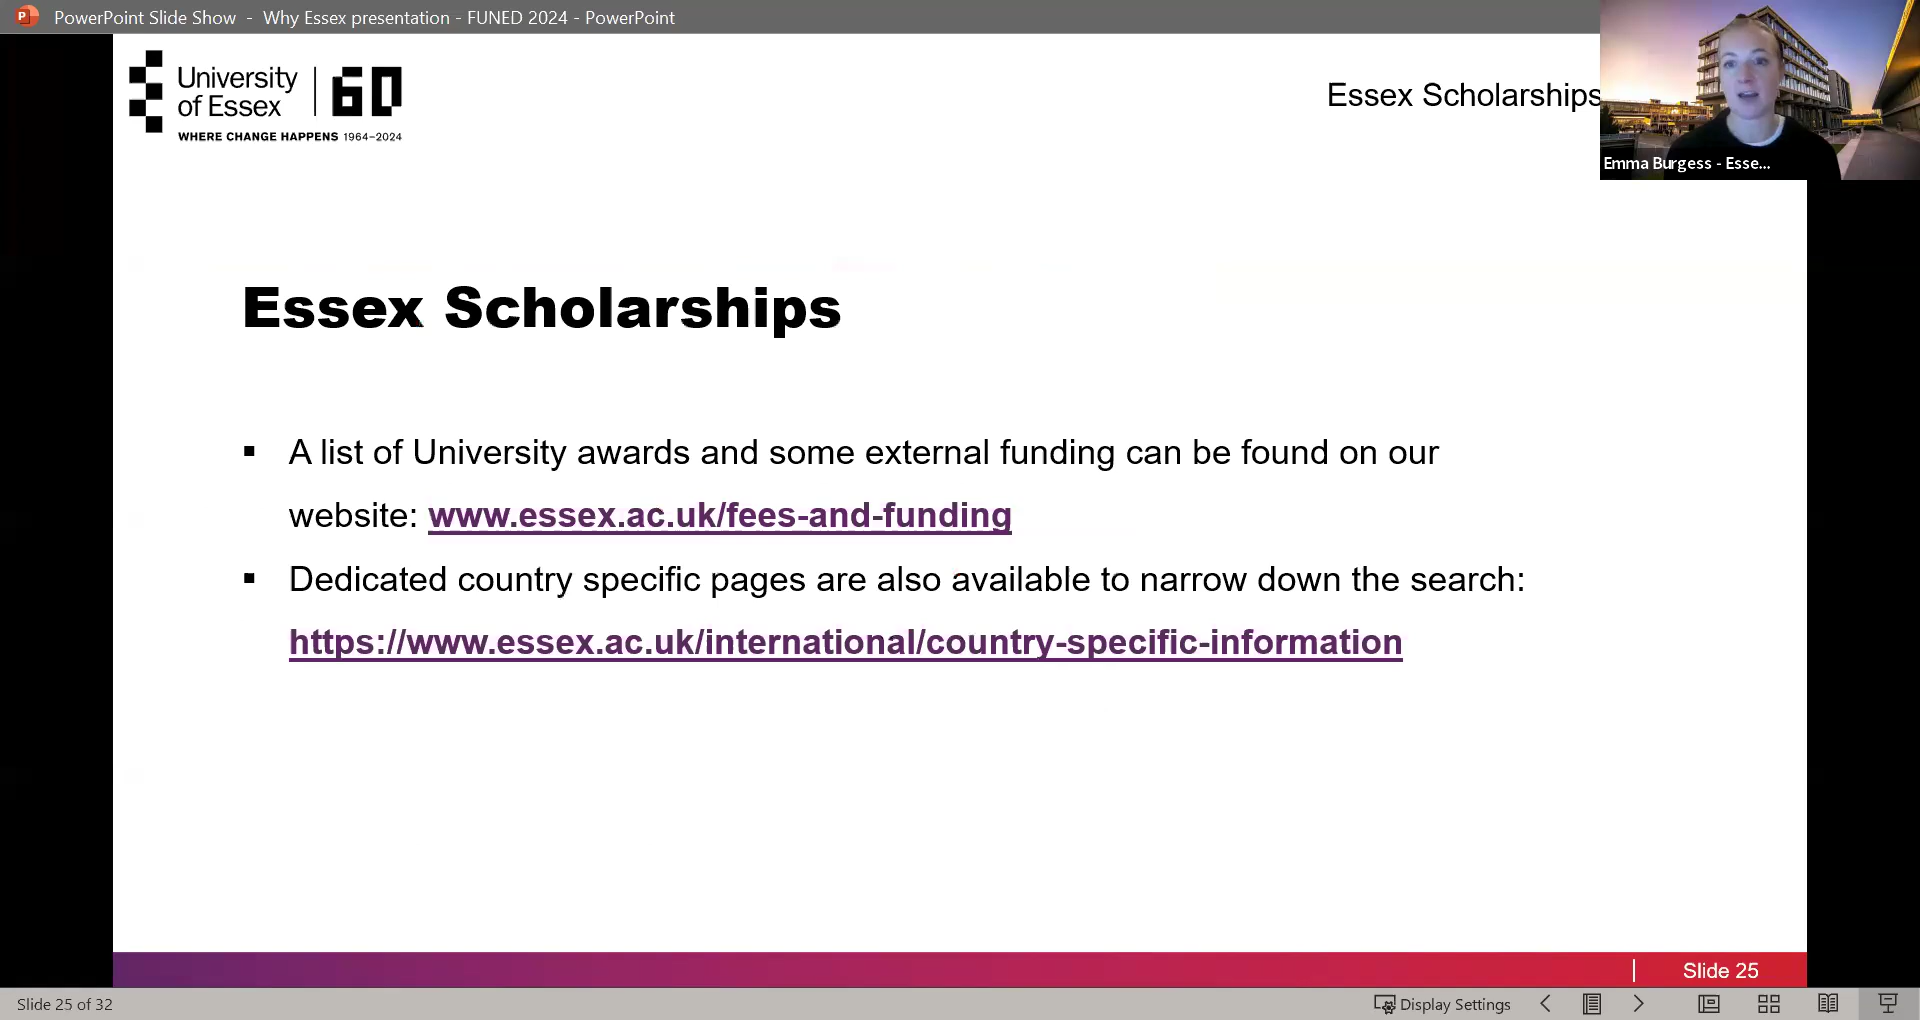 PowerPoint Slide Show - Why Essex presentation - FUNED 2024 - PowerPoint
University
of Essex
60
WHERE CHANGE HAPPENS 1964–2024
Essex Scholarships
Emma Burgess - Esse...
Essex Scholarships
▪ A list of University awards and some external funding can be found on our
website: www.essex.ac.uk/fees-and-funding
▪ Dedicated country specific pages are also available to narrow down the search:
https://www.essex.ac.uk/international/country-specific-information
Slide 25
Slide 25 of 32
Display Settings